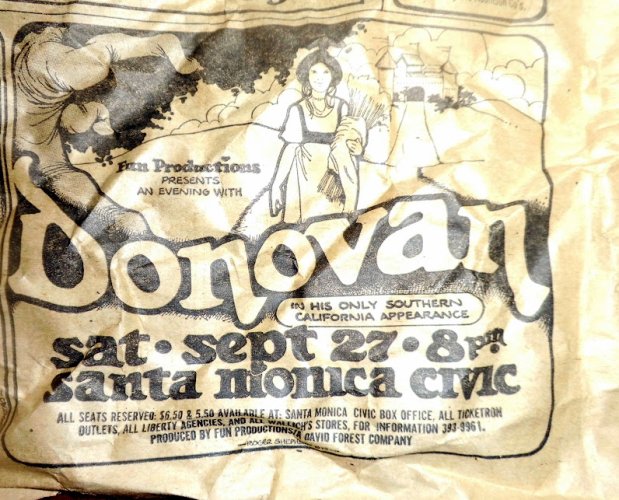 Fun Productions
PRESENTS
AN EVENING WITH
donovan
IN HIS ONLY SOUTHERN
CALIFORNIA APPEARANCE
sat • sept 27 • 8pm
santa monica civic
ALL SEATS RESERVED: $6.50 & 5.50 AVAILABLE AT: SANTA MONICA CIVIC BOX OFFICE, ALL TICKETRON
OUTLETS, ALL LIBERTY AGENCIES, AND ALL WALLICH'S STORES, FOR INFORMATION 393-9961.
PRODUCED BY FUN PRODUCTIONS/A DAVID FOREST COMPANY